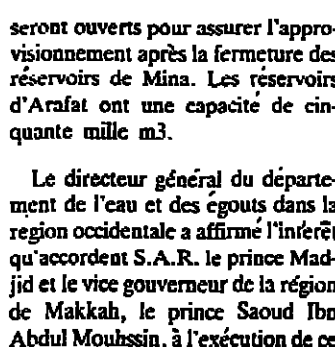 seront ouverts pour assurer l'appro-
visionnement après la fermeture des
réservoirs de Mina. Les réservoirs
d'Arafat ont une capacité de cin-
quante mille m3.
Le directeur général du départe-
ment de l'eau et des égouts dans la
region occidentale a affirmé l'interêt
qu'accordent S.A.R. le prince Mad-
jid et le vice gouverneur de la région
de Makkah, le prince Saoud Ibn
Abdul Mouhssin, à l'exécution de ce